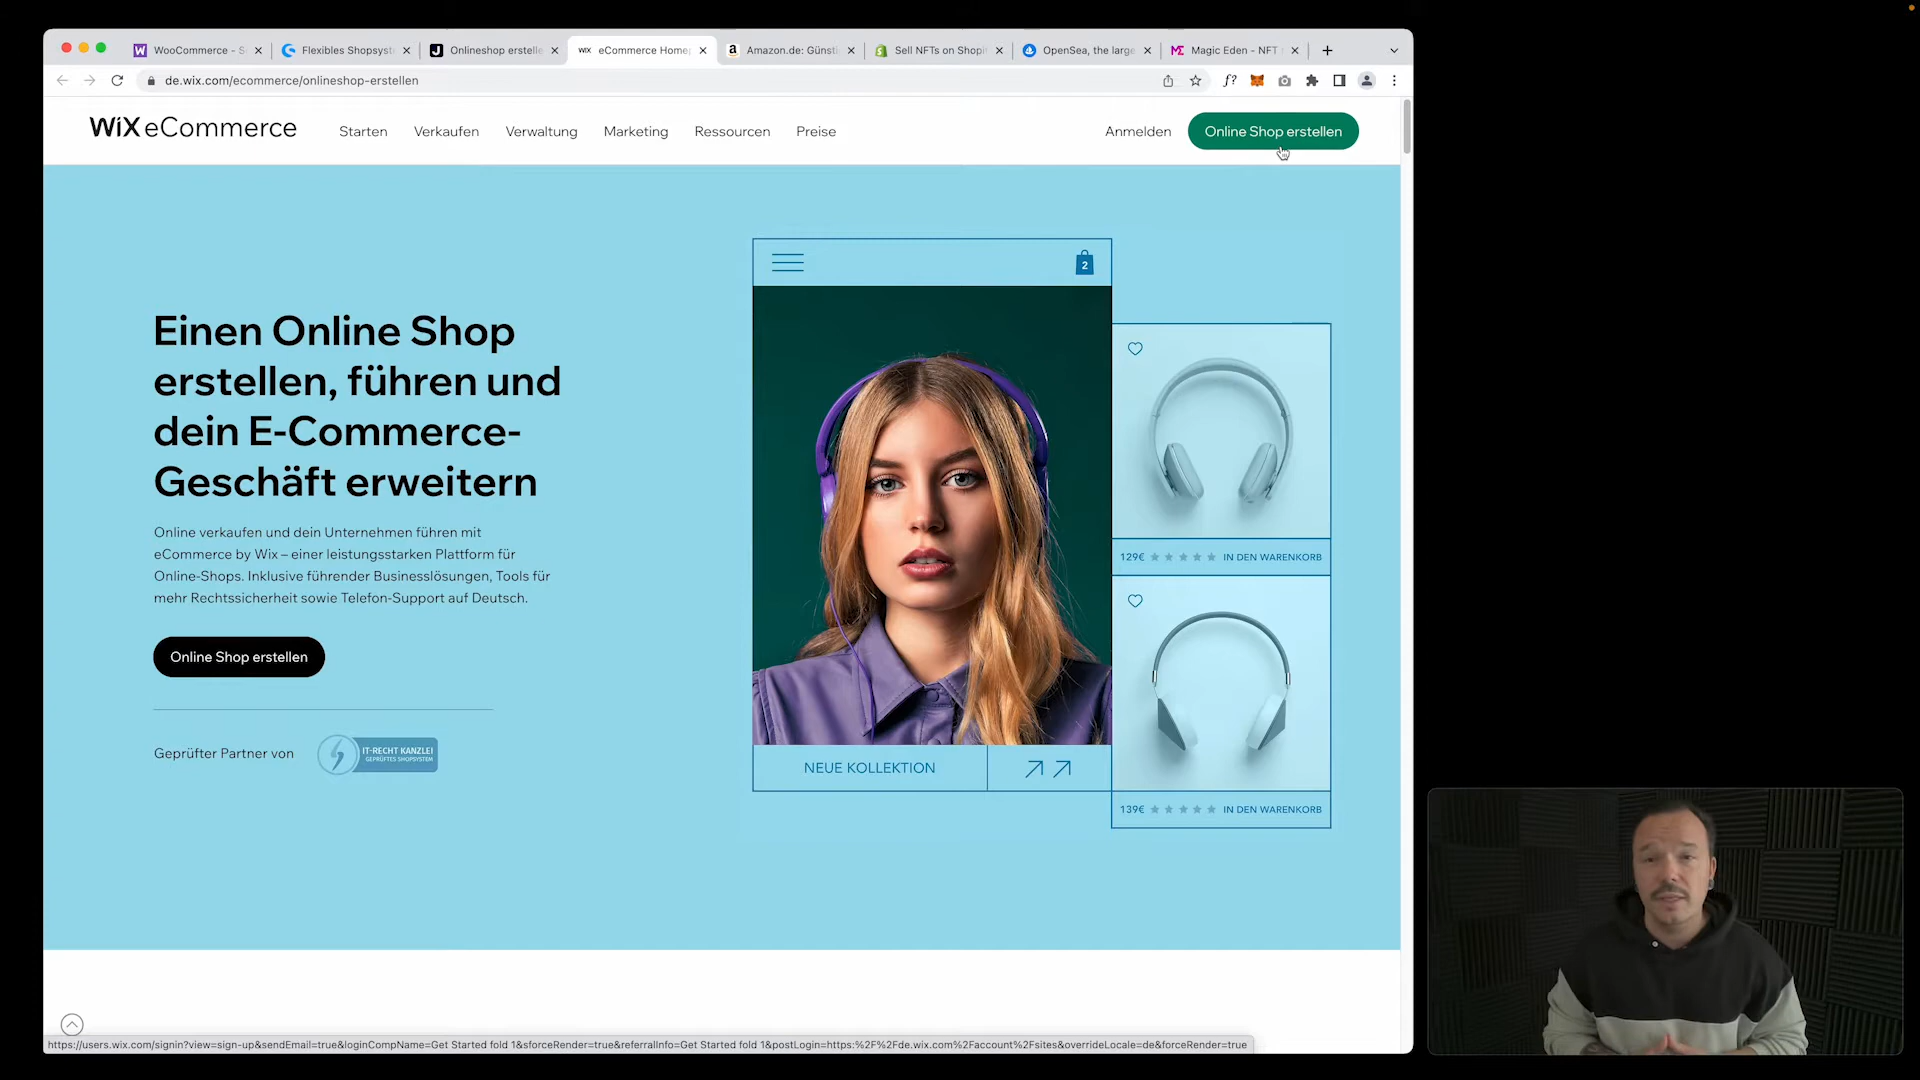 WooCommerce - S
Flexibles Shopsyst
Onlineshop erstelle
WiX eCommerce Home
Amazon.de: Günsti
Sell NFTs on Shopi
OpenSea, the large
Magic Eden - NFT
de.wix.com/ecommerce/onlineshop-erstellen
f?
WiX eCommerce
Starten
Verkaufen
Verwaltung
Marketing
Ressourcen
Preise
Anmelden
Online Shop erstellen
Einen Online Shop
erstellen, führen und
dein E-Commerce-
Geschäft erweitern
Online verkaufen und dein Unternehmen führen mit
eCommerce by Wix – einer leistungsstarken Plattform für
Online-Shops. Inklusive führender Businesslösungen, Tools für
mehr Rechtssicherheit sowie Telefon-Support auf Deutsch.
Online Shop erstellen
Geprüfter Partner von
IT-RECHT KANZLEI
GEPRÜFTES SHOPSYSTEM
2
NEUE KOLLEKTION
129€
IN DEN WARENKORB
139€
IN DEN WARENKORB
https://users.wix.com/signin?view=sign-up&sendEmail=true&loginCompName=Get Started fold 1&sforceRender=true&referralInfo=Get Started fold 1&postLogin=https:%2F%2Fde.wix.com%2Faccount%2Fsites&overrideLocale=de&forceRender=true